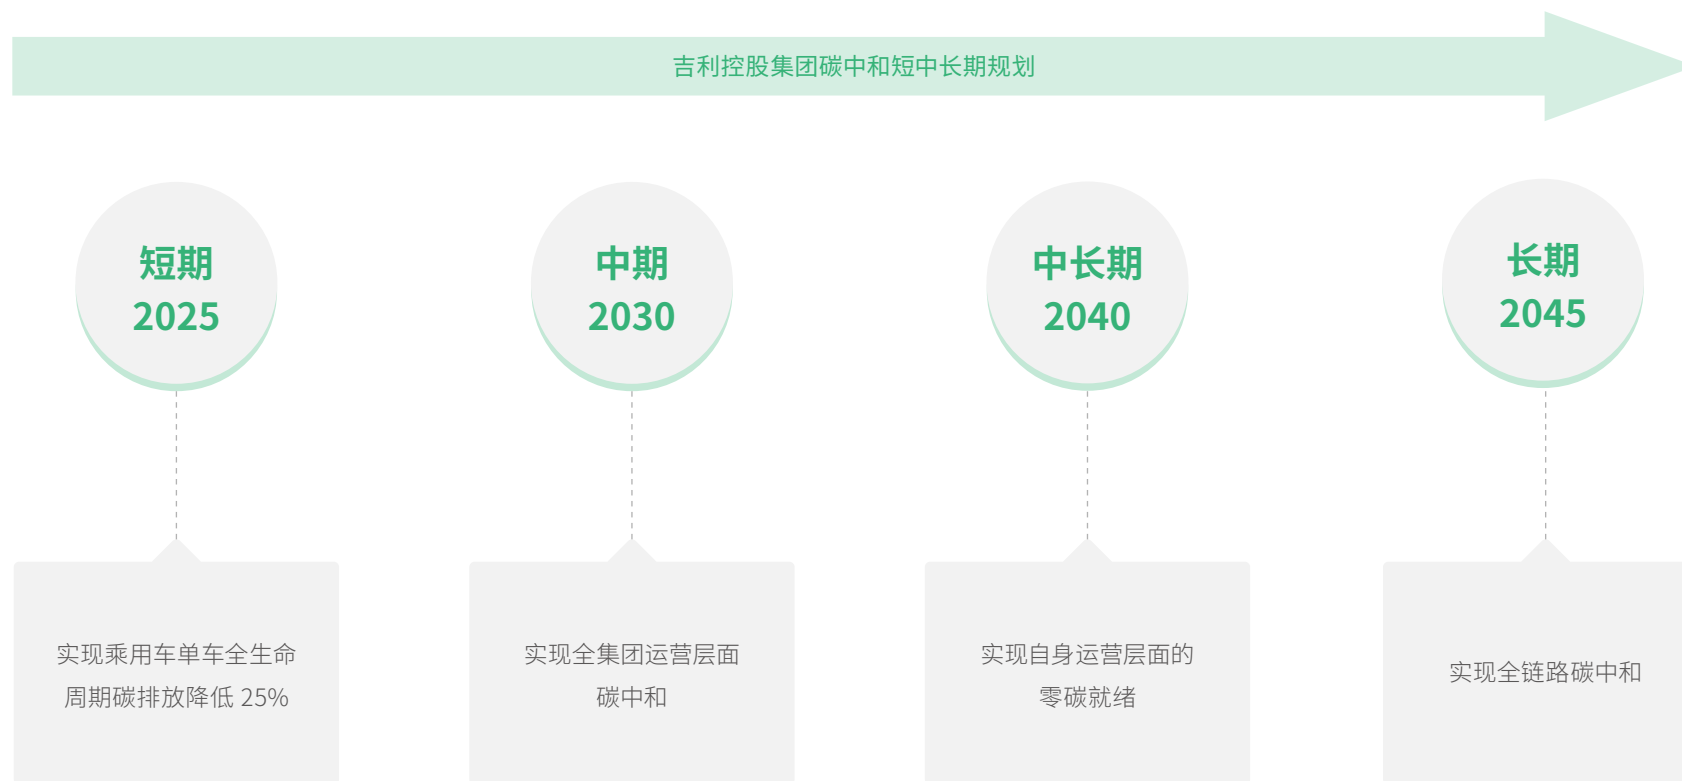 吉利控股集团碳中和短中长期规划
短期
2025
中期
2030
中长期
2040
长期
2045
实现乘用车单车全生命
周期碳排放降低 25%
实现全集团运营层面
碳中和
实现自身运营层面的
零碳就绪
实现全链路碳中和